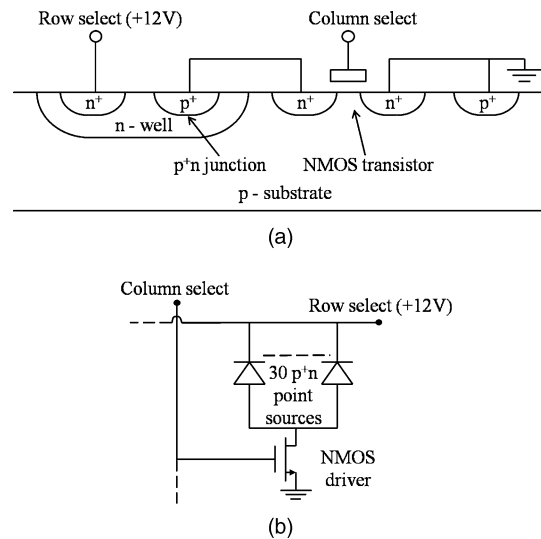 Row select (+12V)
Column select
n+
p+
n+
n+
p+
n - well
p+n junction
NMOS transistor
p - substrate
(a)
Column select
Row select (+12V)
30 p+n
point
sources
NMOS
driver
(b)